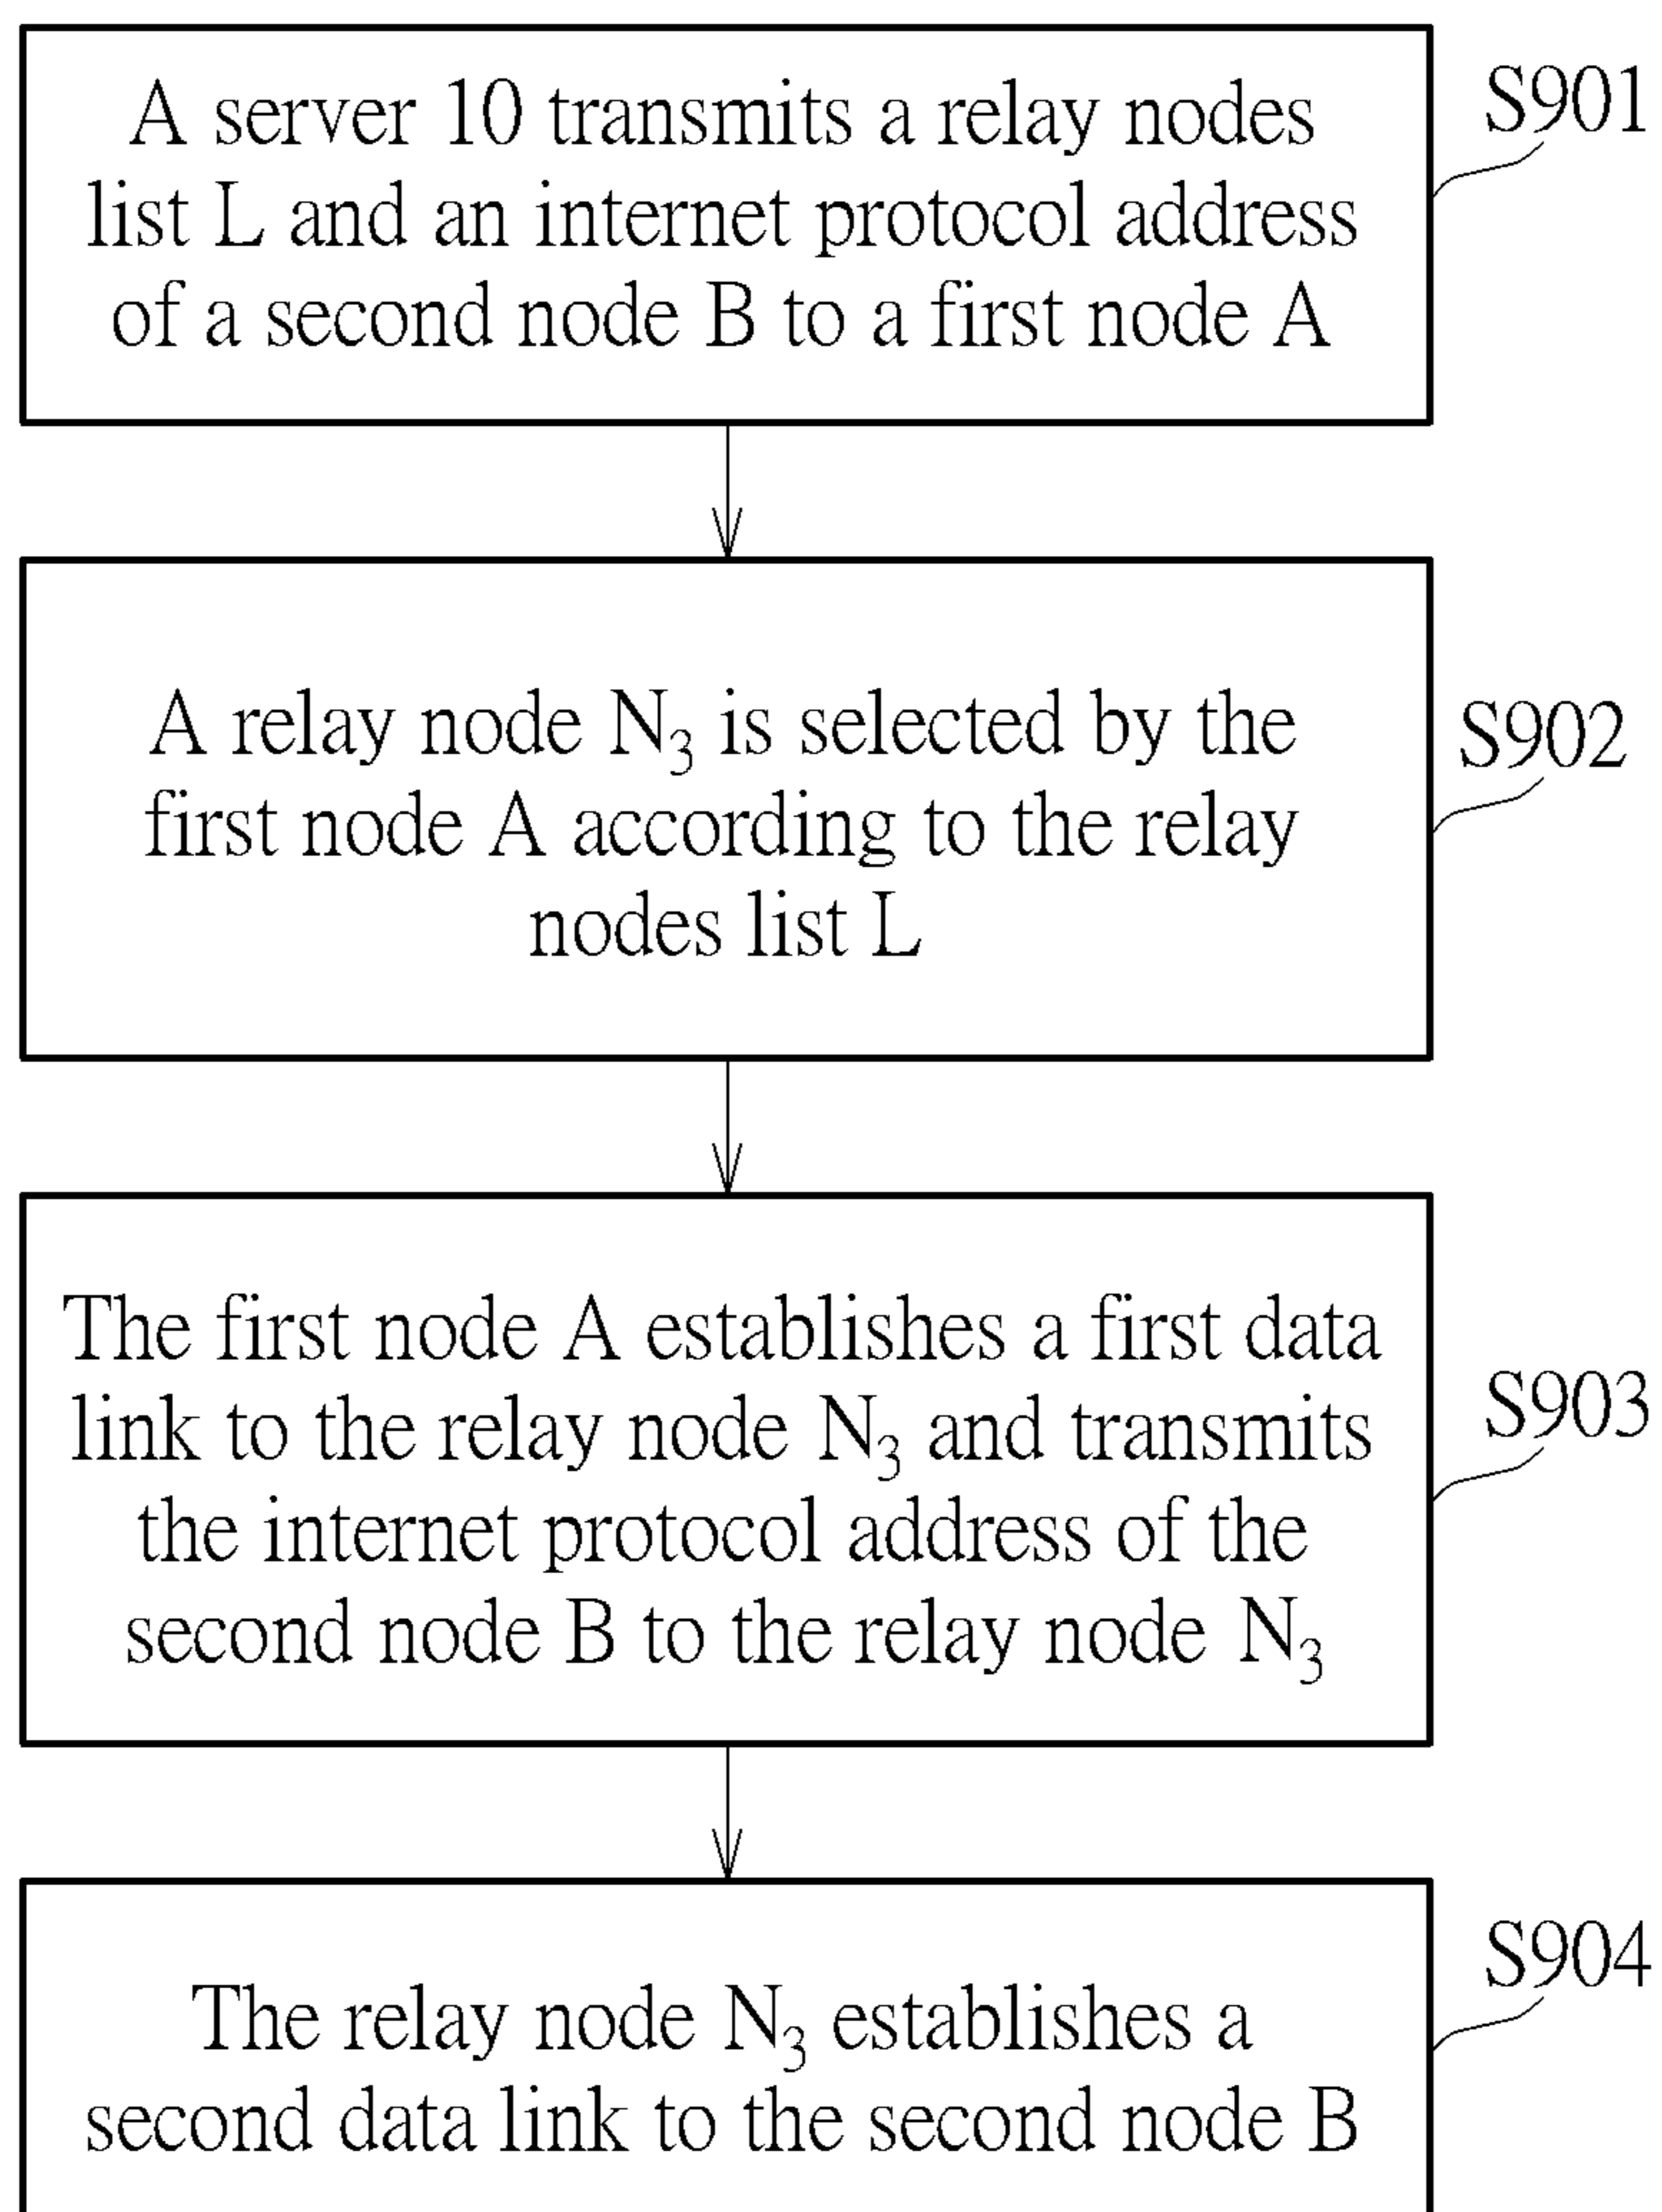 A server 10 transmits a relay nodes
list L and an internet protocol address
of a second node B to a first node A
S901
A relay node N₃ is selected by the
first node A according to the relay
nodes list L
S902
The first node A establishes a first data
link to the relay node N₃ and transmits
the internet protocol address of the
second node B to the relay node N₃
S903
The relay node N₃ establishes a
second data link to the second node B
S904